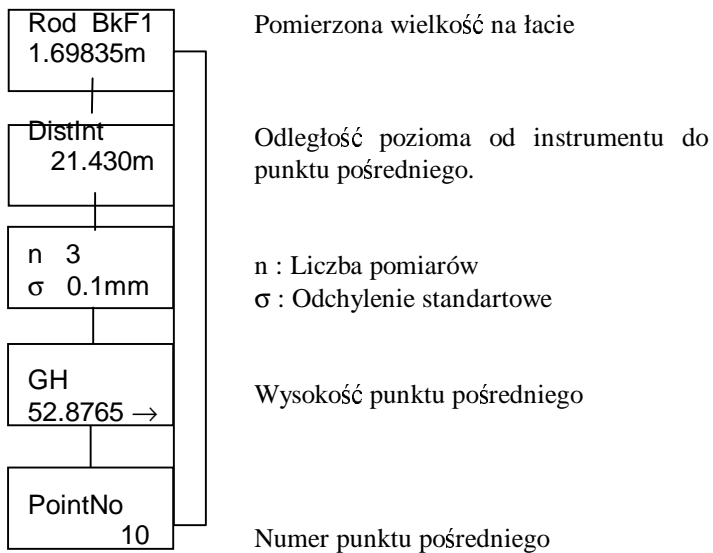 Rod BkF1
1.69835m
Pomierzona wielkość na łacie
DistInt
21.430m
Odległość pozioma od instrumentu do
punktu pośredniego.
n 3
σ 0.1mm
n : Liczba pomiarów
σ : Odchylenie standartowe
GH
52.8765 →
Wysokość punktu pośredniego
PointNo
10
Numer punktu pośredniego